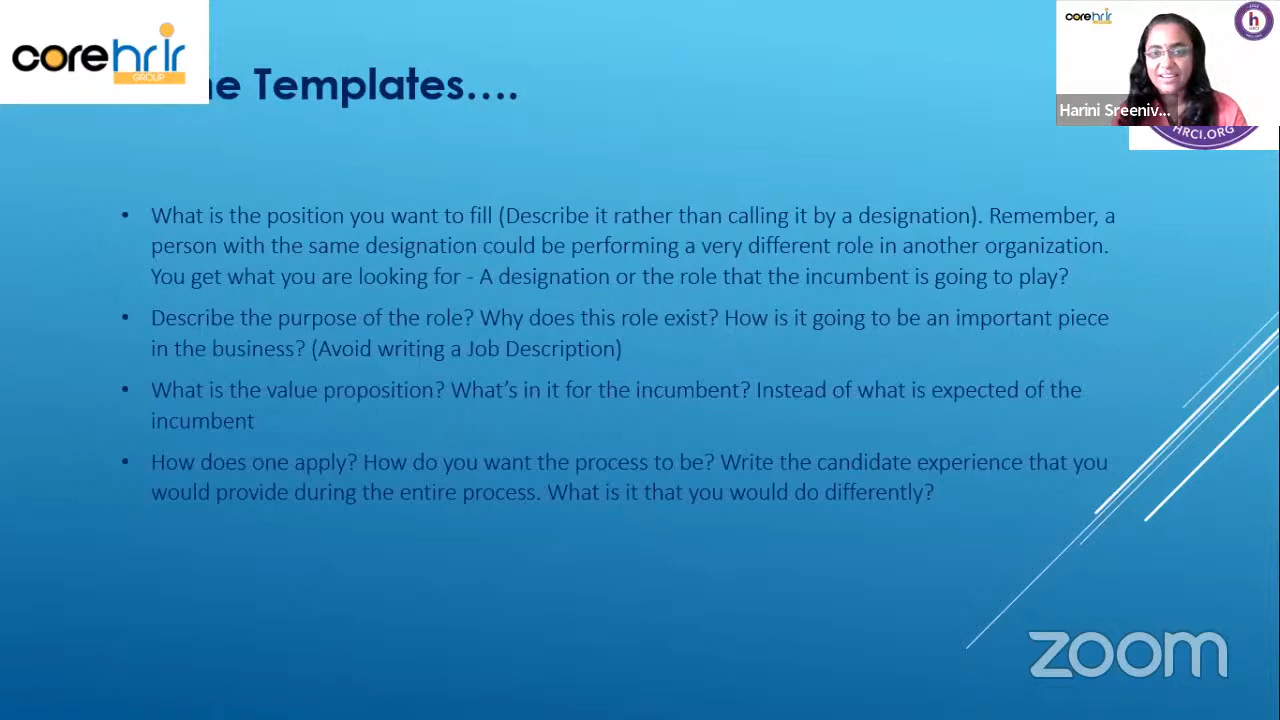 corehr ir
GROUP
he Templates....
corehr ir
h
HRCI
Harini Sreeniv...
HRCI.ORG
• What is the position you want to fill (Describe it rather than calling it by a designation). Remember, a
person with the same designation could be performing a very different role in another organization.
You get what you are looking for - A designation or the role that the incumbent is going to play?
• Describe the purpose of the role? Why does this role exist? How is it going to be an important piece
in the business? (Avoid writing a Job Description)
• What is the value proposition? What's in it for the incumbent? Instead of what is expected of the
incumbent
• How does one apply? How do you want the process to be? Write the candidate experience that you
would provide during the entire process. What is it that you would do differently?
zoom